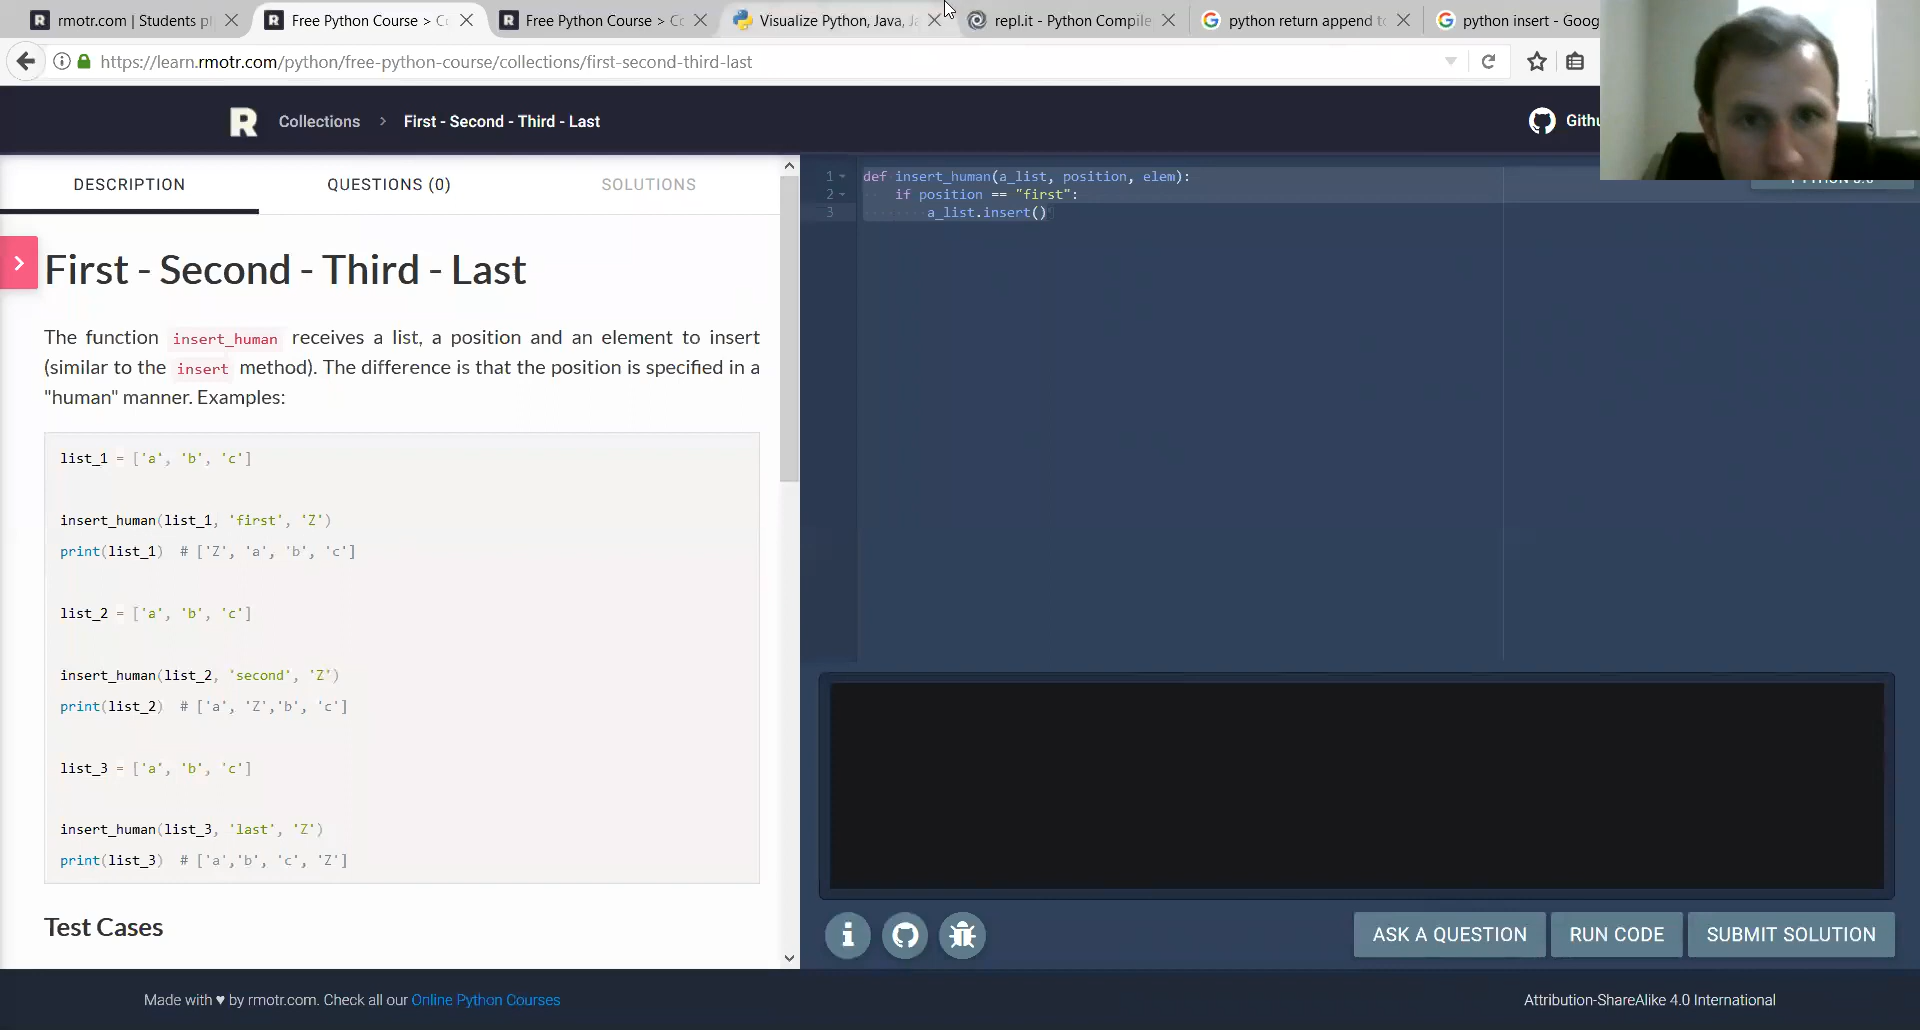 rmotr.com | Students pl
Free Python Course > Co
Free Python Course > Co
Visualize Python, Java, Ja
repl.it - Python Compile
python return append to
python insert - Goog
https://learn.rmotr.com/python/free-python-course/collections/first-second-third-last
R Collections > First - Second - Third - Last
Githu
DESCRIPTION QUESTIONS (0) SOLUTIONS
First - Second - Third - Last
The function insert_human receives a list, a position and an element to insert
(similar to the insert method). The difference is that the position is specified in a
"human" manner. Examples:
list_1 = ['a', 'b', 'c']
insert_human(list_1, 'first', 'Z')
print(list_1) # ['Z', 'a', 'b', 'c']
list_2 = ['a', 'b', 'c']
insert_human(list_2, 'second', 'Z')
print(list_2) # ['a', 'Z','b', 'c']
list_3 = ['a', 'b', 'c']
insert_human(list_3, 'last', 'Z')
print(list_3) # ['a','b', 'c', 'Z']
Test Cases
1 def insert_human(a_list, position, elem):
2 if position == "first":
3 a_list.insert()
ASK A QUESTION RUN CODE SUBMIT SOLUTION
Made with ♥ by rmotr.com. Check all our Online Python Courses
Attribution-ShareAlike 4.0 International